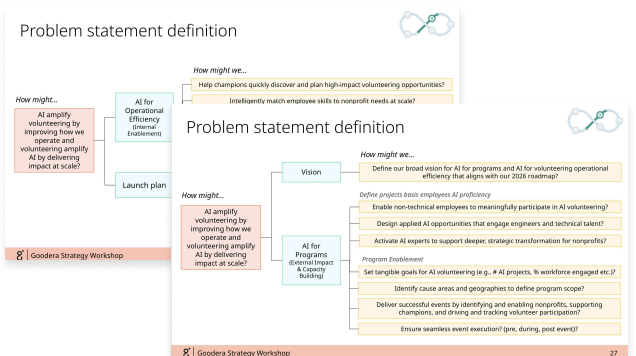 Problem statement definition
How might we...
Help champions quickly discover and plan high-impact volunteering opportunities?
Intelligently match employee skills to nonprofit needs at scale?
How might...
AI amplify
volunteering by
improving how we
operate and
volunteering amplify
AI by delivering
impact at scale?
AI for
Operational
Efficiency
(Internal
Enablement)
Launch plan
Goodera Strategy Workshop
Problem statement definition
How might we...
Vision
Define our broad vision for AI for programs and AI for volunteering operational
efficiency that aligns with our 2026 roadmap?
Define projects basis employees AI proficiency
Enable non-technical employees to meaningfully participate in AI volunteering?
Design applied AI opportunities that engage engineers and technical talent?
Activate AI experts to support deeper, strategic transformation for nonprofits?
How might...
AI amplify
volunteering by
improving how we
operate and
volunteering amplify
AI by delivering
impact at scale?
AI for
Programs
(External Impact
& Capacity
Building)
Program Enablement
Set tangible goals for AI volunteering (e.g., # AI projects, % workforce engaged etc.)?
Identify cause areas and geographies to define program scope?
Deliver successful events by identifying and enabling nonprofits, supporting
champions, and driving and tracking volunteer participation?
Ensure seamless event execution? (pre, during, post event)?
Goodera Strategy Workshop
27